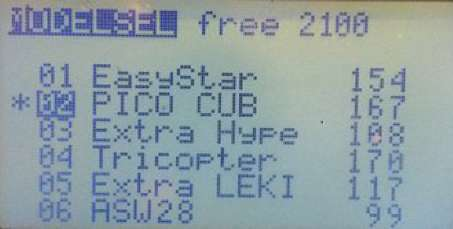 MODELSEL free 2100
01 EasyStar 154
*02 PICO CUB 167
03 Extra Hype 108
04 Tricopter 170
05 Extra LEKI 117
06 ASW28 99